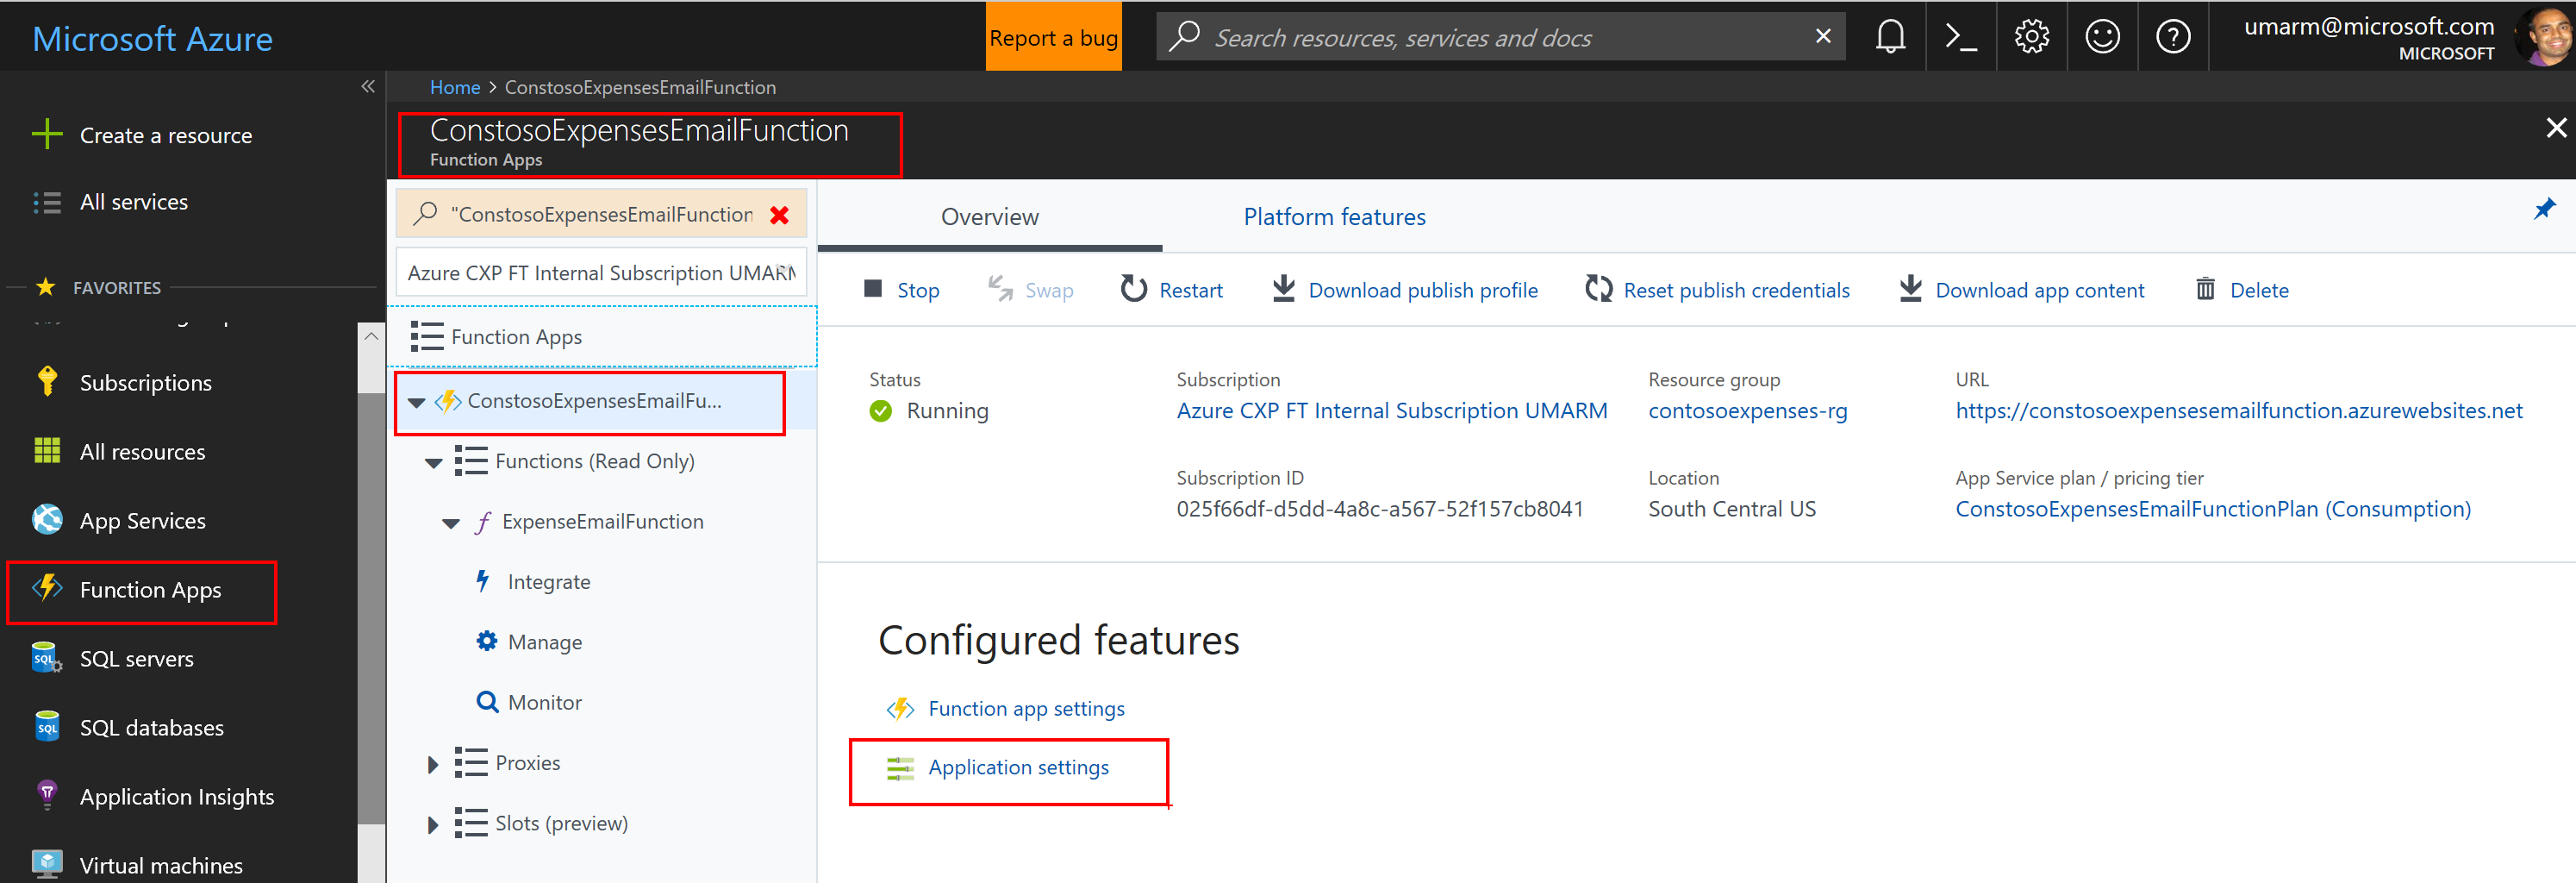 Microsoft Azure
Report a bug
Search resources, services and docs
umarm@microsoft.com
MICROSOFT
Home > ConstosoExpensesEmailFunction
ConstosoExpensesEmailFunction
Function Apps
Create a resource
All services
FAVORITES
Subscriptions
All resources
App Services
Function Apps
SQL servers
SQL databases
Application Insights
Virtual machines
"ConstosoExpensesEmailFunction
Azure CXP FT Internal Subscription UMARM
Function Apps
ConstosoExpensesEmailFu...
Functions (Read Only)
ExpenseEmailFunction
Integrate
Manage
Monitor
Proxies
Slots (preview)
Overview
Platform features
Stop
Swap
Restart
Download publish profile
Reset publish credentials
Download app content
Delete
Status
Running
Subscription
Azure CXP FT Internal Subscription UMARM
Resource group
contosoexpenses-rg
URL
https://constosoexpensesemailfunction.azurewebsites.net
Subscription ID
025f66df-d5dd-4a8c-a567-52f157cb8041
Location
South Central US
App Service plan / pricing tier
ConstosoExpensesEmailFunctionPlan (Consumption)
Configured features
Function app settings
Application settings